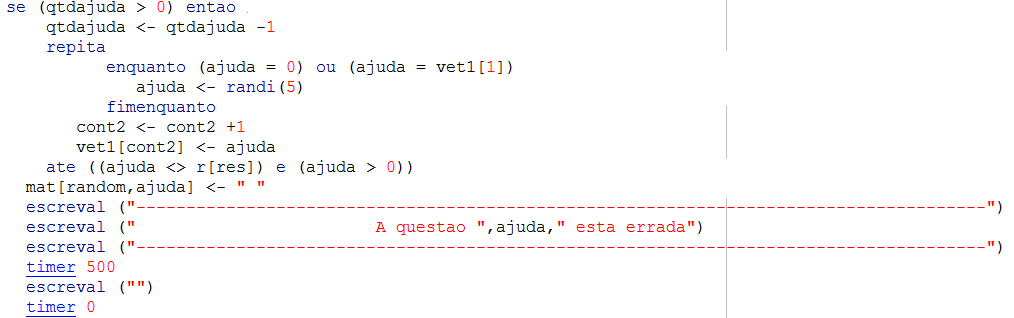 se (qtdajuda > 0) entao
qtdajuda <- qtdajuda -1
repita
enquanto (ajuda = 0) ou (ajuda = vet1[1])
ajuda <- randi(5)
fimenquanto
cont2 <- cont2 +1
vet1[cont2] <- ajuda
ate ((ajuda <> r[res]) e (ajuda > 0))
mat[random,ajuda] <- " "
escreval ("-------------------------------------------------------------------------------------")
escreval (" A questao ",ajuda," esta errada")
escreval ("-------------------------------------------------------------------------------------")
timer 500
escreval ("")
timer 0